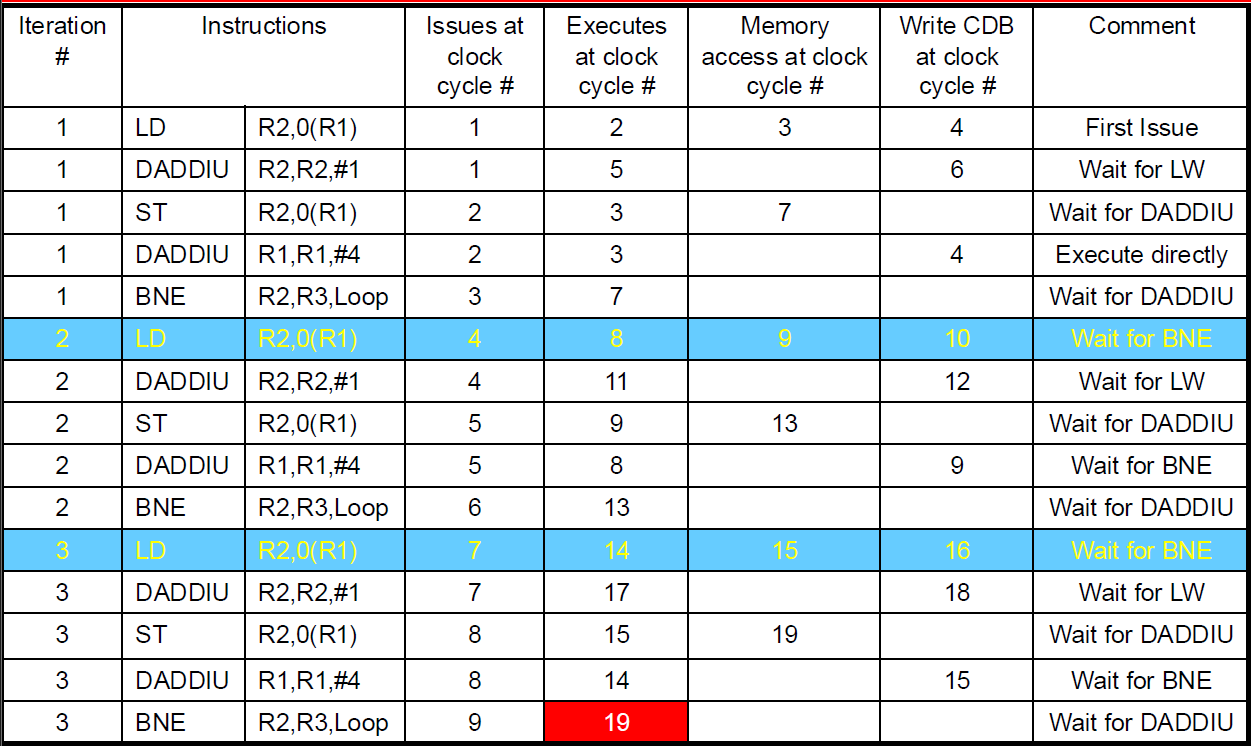 Iteration # Instructions Issues at clock cycle # Executes at clock cycle # Memory access at clock cycle # Write CDB at clock cycle # Comment
1 LD R2,0(R1) 1 2 3 4 First Issue
1 DADDIU R2,R2,#1 1 5 6 Wait for LW
1 ST R2,0(R1) 2 3 7 Wait for DADDIU
1 DADDIU R1,R1,#4 2 3 4 Execute directly
1 BNE R2,R3,Loop 3 7 Wait for DADDIU
2 LD R2,0(R1) 4 8 9 10 Wait for BNE
2 DADDIU R2,R2,#1 4 11 12 Wait for LW
2 ST R2,0(R1) 5 9 13 Wait for DADDIU
2 DADDIU R1,R1,#4 5 8 9 Wait for BNE
2 BNE R2,R3,Loop 6 13 Wait for DADDIU
3 LD R2,0(R1) 7 14 15 16 Wait for BNE
3 DADDIU R2,R2,#1 7 17 18 Wait for LW
3 ST R2,0(R1) 8 15 19 Wait for DADDIU
3 DADDIU R1,R1,#4 8 14 15 Wait for BNE
3 BNE R2,R3,Loop 9 19 Wait for DADDIU